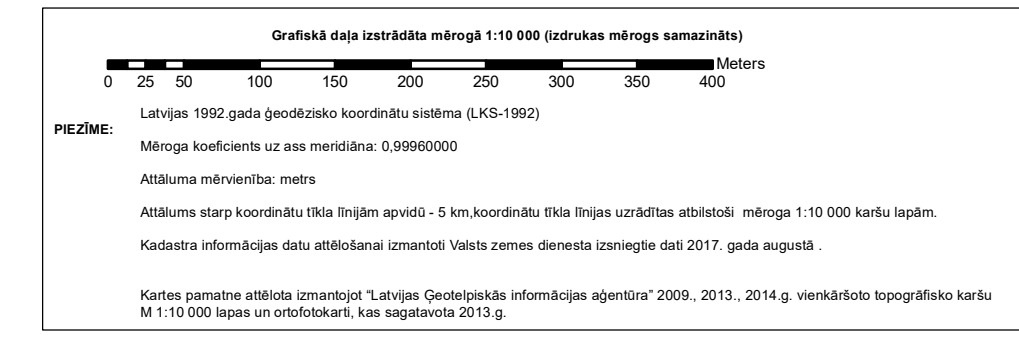 Grafiskā daļa izstrādāta mērogā 1:10 000 (izdrukas mērogs samazināts)
Meters
0 25 50 100 150 200 250 300 350 400
Latvijas 1992.gada ģeodēzisko koordinātu sistēma (LKS-1992)
PIEZĪME:
Mēroga koeficients uz ass meridiāna: 0,99960000
Attāluma mērvienība: metrs
Attālums starp koordinātu tīkla līnijām apvidū - 5 km,koordinātu tīkla līnijas uzrādītas atbilstoši mēroga 1:10 000 karšu lapām.
Kadastra informācijas datu attēlošanai izmantoti Valsts zemes dienesta izsniegtie dati 2017. gada augustā .
Kartes pamatne attēlota izmantojot “Latvijas Ģeotelpiskās informācijas aģentūra” 2009., 2013., 2014.g. vienkāršoto topogrāfisko karšu
M 1:10 000 lapas un ortofotokarti, kas sagatavota 2013.g.